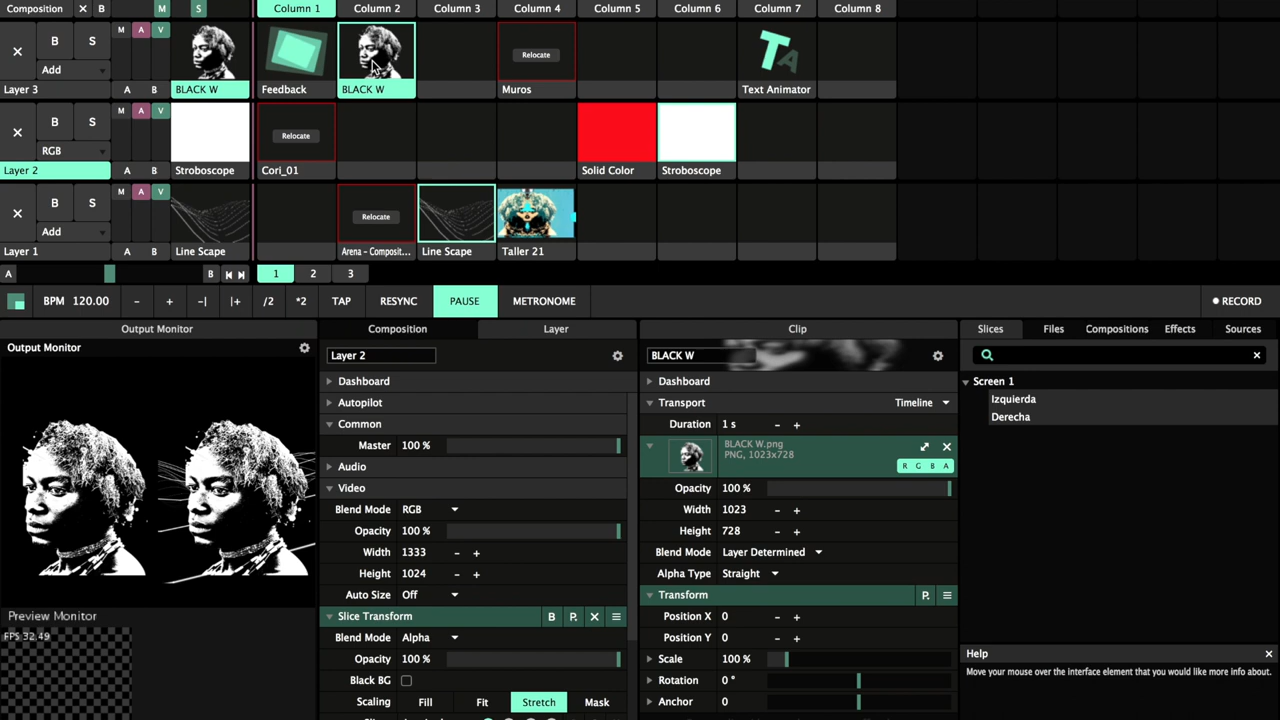 Composition ✕ B M S Column 1 Column 2 Column 3 Column 4 Column 5 Column 6 Column 7 Column 8
B S M A V
Add
Relocate
Layer 3 A B BLACK W Feedback BLACK W Muros Text Animator
B S M A V
RGB
Relocate
Layer 2 A B Stroboscope Cori_01 Solid Color Stroboscope
B S M A V
Add
Relocate
Layer 1 A B Line Scape Arena - Composit... Line Scape Taller 21
A B 1 2 3
BPM 120.00 - + -| |+ /2 *2 TAP RESYNC PAUSE METRONOME RECORD
Output Monitor Composition Layer Clip Slices Files Compositions Effects Sources
Output Monitor
Layer 2
BLACK W
Dashboard
Autopilot
Common
Master 100 %
Audio
Video
Blend Mode RGB
Opacity 100 %
Width 1333 - +
Height 1024 - +
Auto Size Off
Slice Transform B P. ✕
Blend Mode Alpha
Opacity 100 %
Black BG
Scaling Fill Fit Stretch Mask
Dashboard
Transport Timeline
Duration 1 s - +
BLACK W.png
PNG, 1023x728
R G B A
Opacity 100 %
Width 1023 - +
Height 728 - +
Blend Mode Layer Determined
Alpha Type Straight
Transform P.
Position X 0 - +
Position Y 0 - +
Scale 100 %
Rotation 0 °
Anchor 0
Screen 1
Izquierda
Derecha
Help
Move your mouse over the interface element that you would like more info about.
Preview Monitor
FPS 32.49